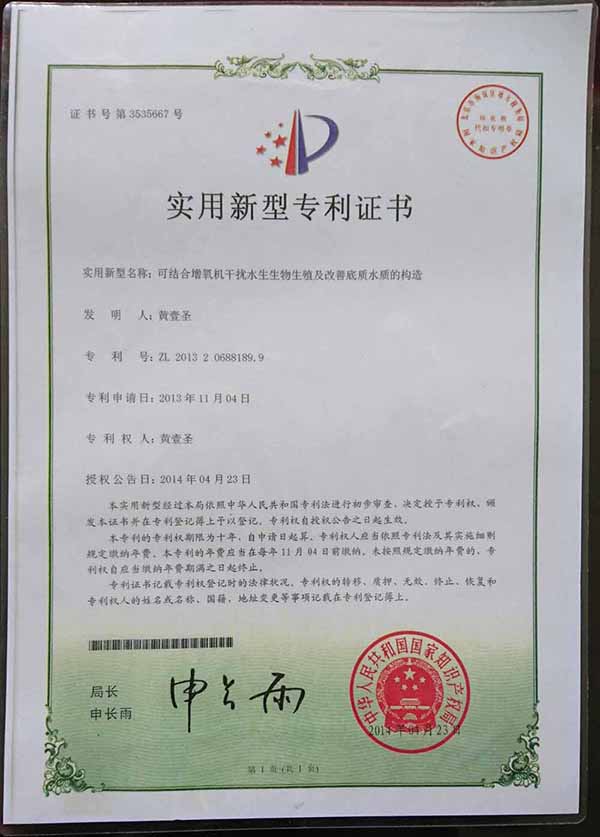 证书号第3535667号
实用新型专利证书
实用新型名称：可结合增氧机干扰水生生物生植及改善底质水质的构造
发明人：黄壹圣
专利号：ZL 2013 2 0688189.9
专利申请日：2013年11月04日
专利权人：黄壹圣
授权公告日：2014年04月23日
本实用新型经过本局依照中华人民共和国专利法进行初步审查，决定授予专利权，颁
发本证书并在专利登记簿上予以登记。专利权自授权公告之日起生效。
本专利的专利权期限为十年，自申请日起算。专利权人应当依照专利法及其实施细则
规定缴纳年费。本专利的年费应当在每年11月04日前缴纳。未按照规定缴纳年费的，专
利权自应当缴纳年费期满之日起终止。
专利证书记载专利权登记时的法律状况。专利权的转移、质押、无效、终止、恢复和
专利权人的姓名或名称、国籍、地址变更等事项记载在专利登记簿上。
局长
申长雨
申长雨
中华人民共和国国家知识产权局
2014年04月23日
第1页(共1页)